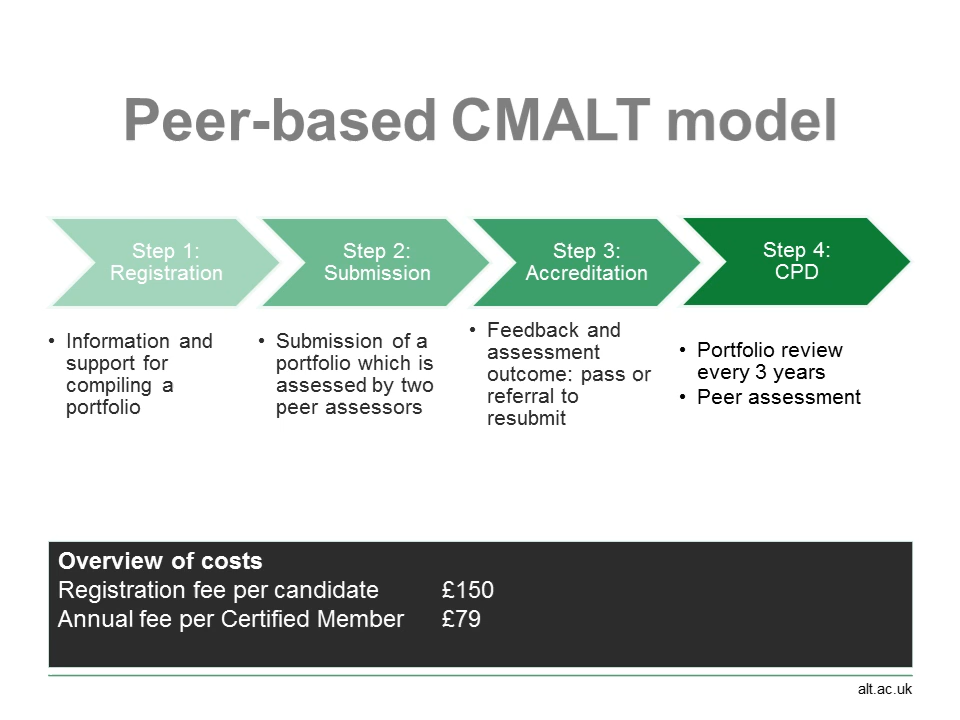 Peer-based CMALT model
Step 1:
Registration
• Information and
support for
compiling a
portfolio
Step 2:
Submission
• Submission of a
portfolio which is
assessed by two
peer assessors
Step 3:
Accreditation
• Feedback and
assessment
outcome: pass or
referral to
resubmit
Step 4:
CPD
• Portfolio review
every 3 years
• Peer assessment
Overview of costs
Registration fee per candidate £150
Annual fee per Certified Member £79
alt.ac.uk